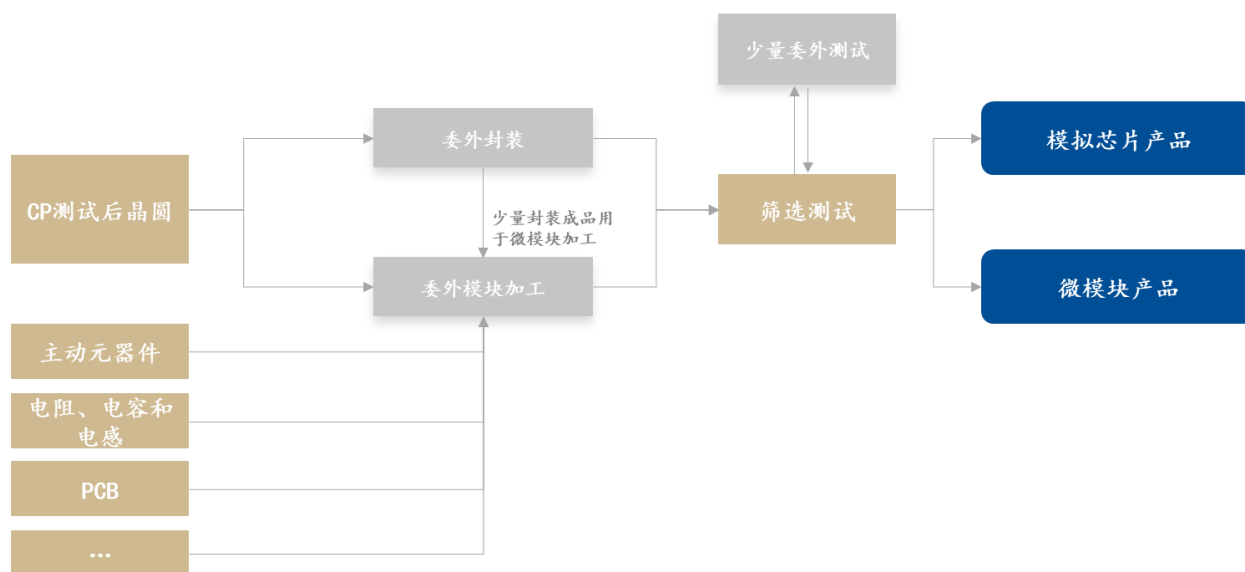 少量委外测试
委外封装
模拟芯片产品
CP测试后晶圆
筛选测试
少量封装成品用
于微模块加工
委外模块加工
微模块产品
主动元器件
电阻、电容和
电感
PCB
...